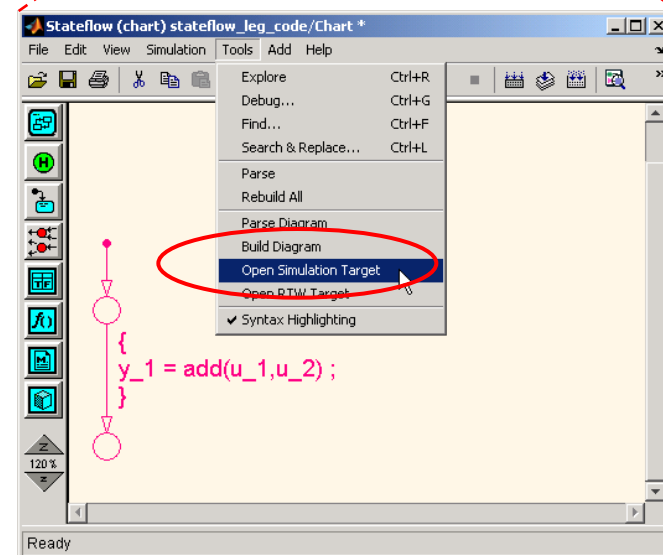 Stateflow (chart) stateflow_leg_code/Chart *
File Edit View Simulation Tools Add Help
Explore Ctrl+R
Debug... Ctrl+G
Find... Ctrl+F
Search & Replace... Ctrl+L
Parse
Rebuild All
Parse Diagram
Build Diagram
Open Simulation Target
Open RTW Target
✔ Syntax Highlighting
{
y_1 = add(u_1,u_2) ;
}
120 %
Ready